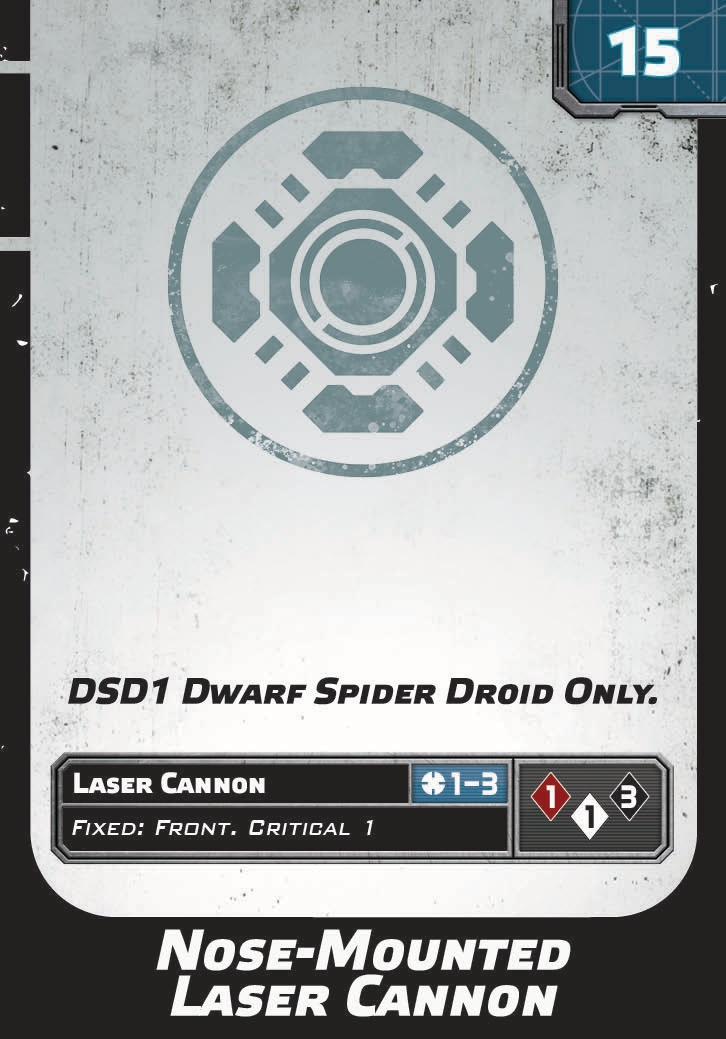 15
DSD1 Dwarf Spider Droid Only.
Laser Cannon 1–3
1 1 3
Fixed: Front. Critical 1
Nose-Mounted
Laser Cannon